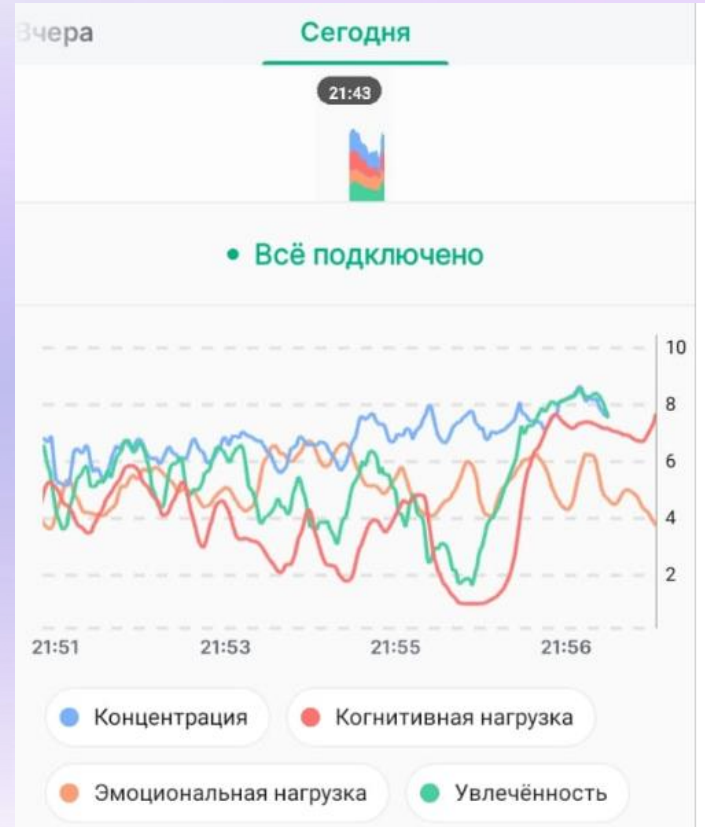 Вчера Сегодня
21:43
• Всё подключено
10
8
6
4
2
21:51 21:53 21:55 21:56
Концентрация Когнитивная нагрузка
Эмоциональная нагрузка Увлечённость